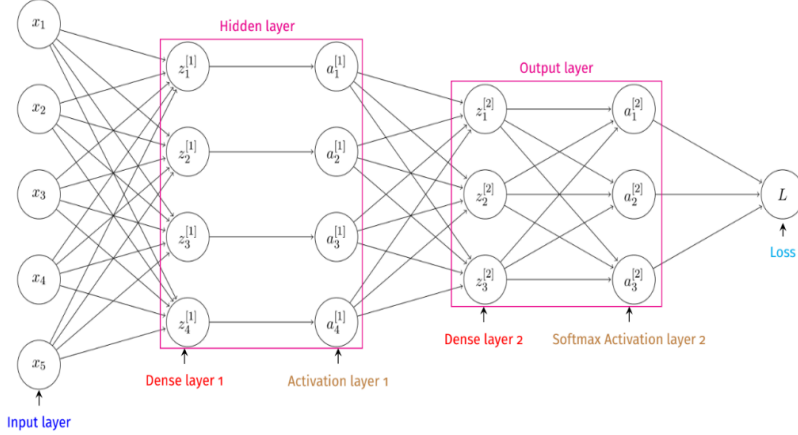 Hidden layer
Output layer
x₁
x₂
x₃
x₄
x₅
z₁^[1]
z₂^[1]
z₃^[1]
z₄^[1]
a₁^[1]
a₂^[1]
a₃^[1]
a₄^[1]
z₁^[2]
z₂^[2]
z₃^[2]
a₁^[2]
a₂^[2]
a₃^[2]
L
Loss
Dense layer 2
Softmax Activation layer 2
Dense layer 1
Activation layer 1
Input layer